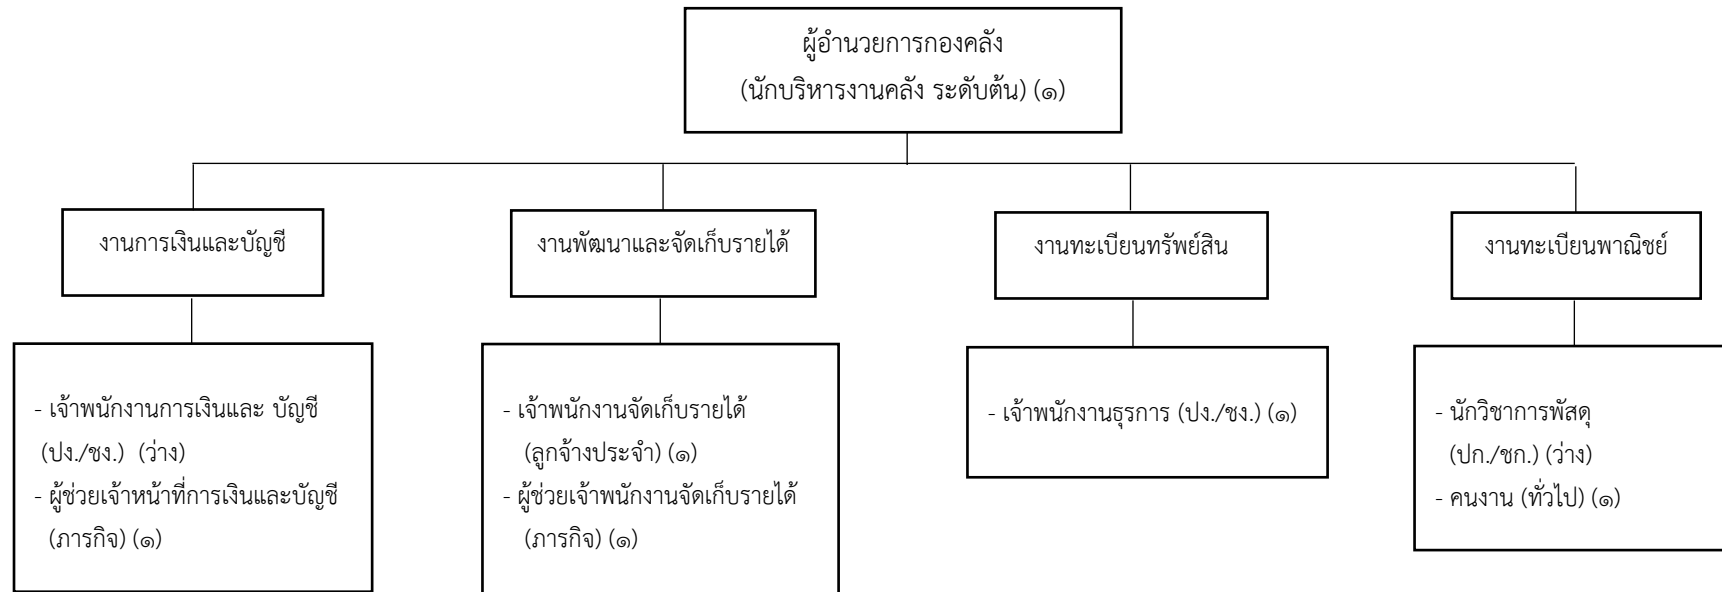 ผู้อำนวยการกองคลัง
(นักบริหารงานคลัง ระดับต้น) (๑)
งานการเงินและบัญชี
งานพัฒนาและจัดเก็บรายได้
งานทะเบียนทรัพย์สิน
งานทะเบียนพาณิชย์
- เจ้าพนักงานการเงินและ บัญชี
(ปง./ชง.) (ว่าง)
- ผู้ช่วยเจ้าหน้าที่การเงินและบัญชี
(ภารกิจ) (๑)
- เจ้าพนักงานจัดเก็บรายได้
(ลูกจ้างประจำ) (๑)
- ผู้ช่วยเจ้าพนักงานจัดเก็บรายได้
(ภารกิจ) (๑)
- เจ้าพนักงานธุรการ (ปง./ชง.) (๑)
- นักวิชาการพัสดุ
(ปก./ชก.) (ว่าง)
- คนงาน (ทั่วไป) (๑)